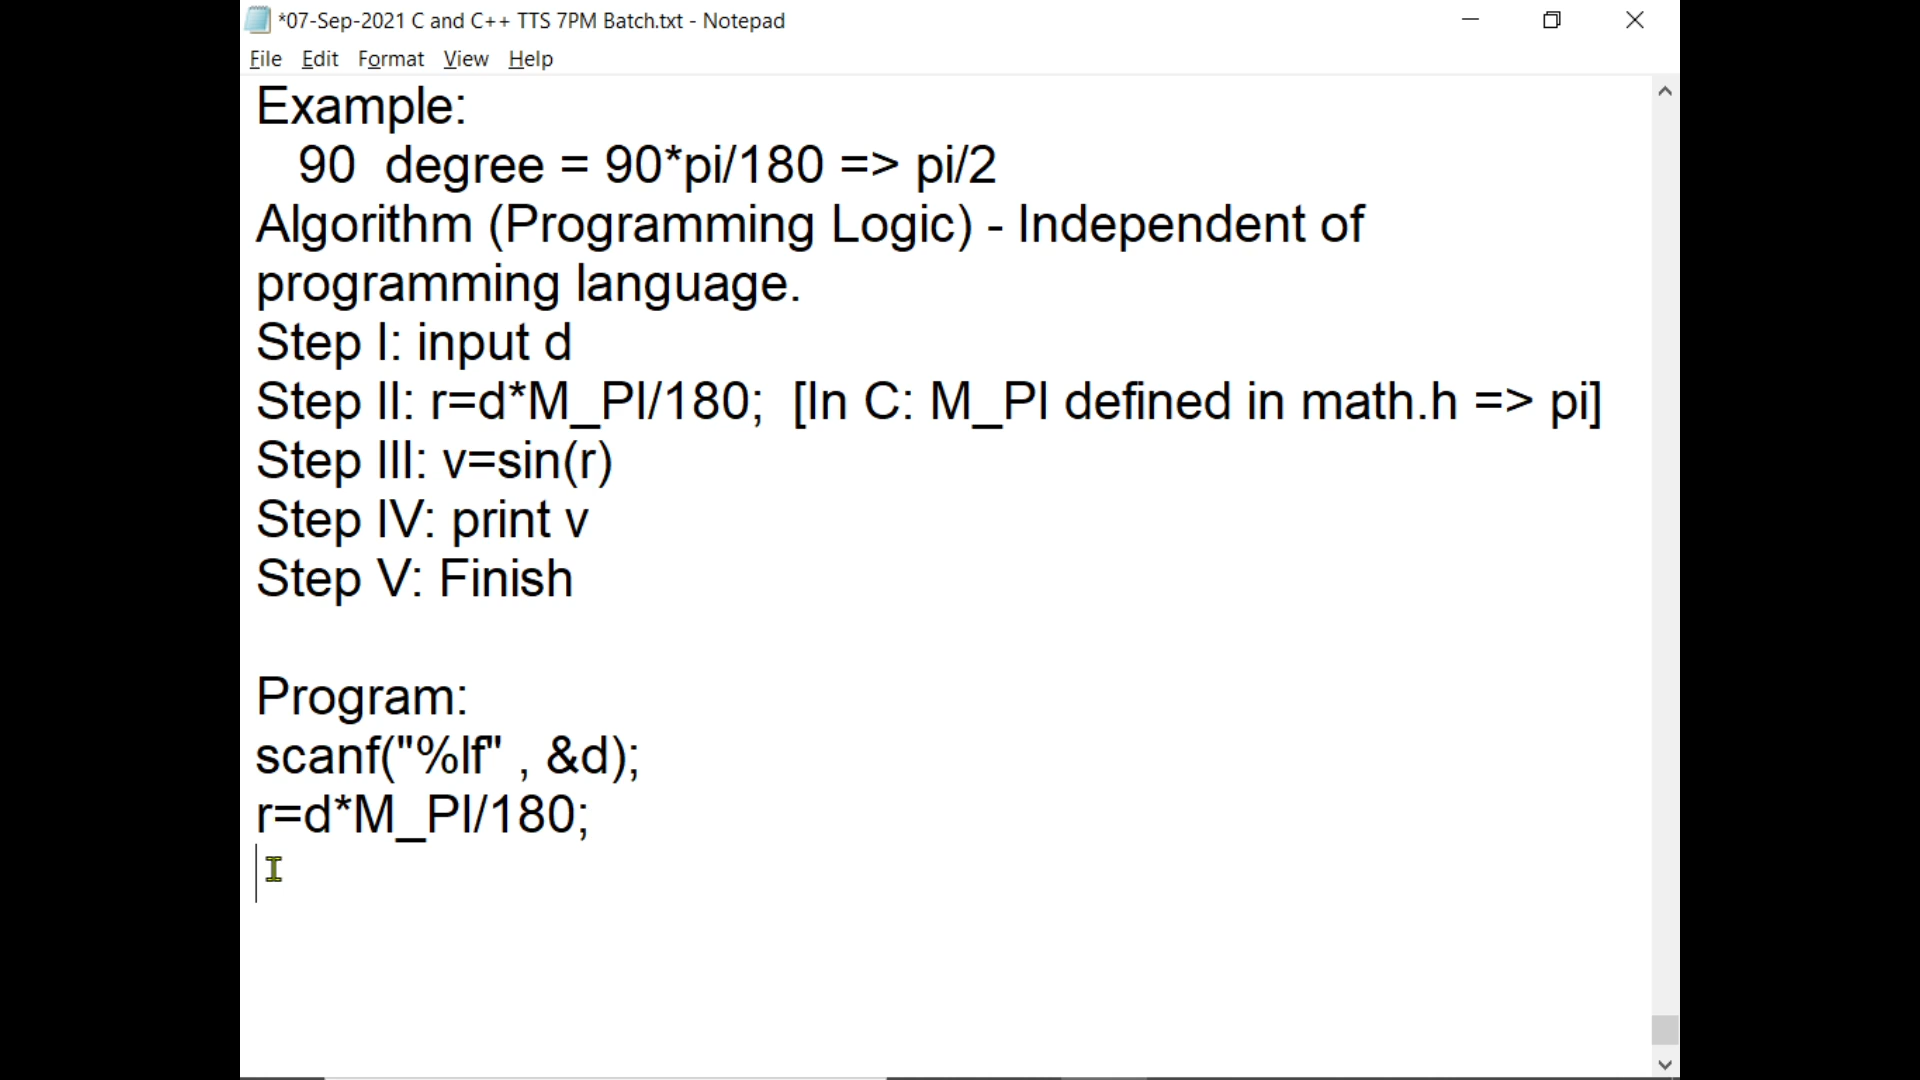 *07-Sep-2021 C and C++ TTS 7PM Batch.txt - Notepad
File Edit Format View Help
Example:
90 degree = 90*pi/180 => pi/2
Algorithm (Programming Logic) - Independent of
programming language.
Step I: input d
Step II: r=d*M_PI/180; [In C: M_PI defined in math.h => pi]
Step III: v=sin(r)
Step IV: print v
Step V: Finish
Program:
scanf("%lf" , &d);
r=d*M_PI/180;